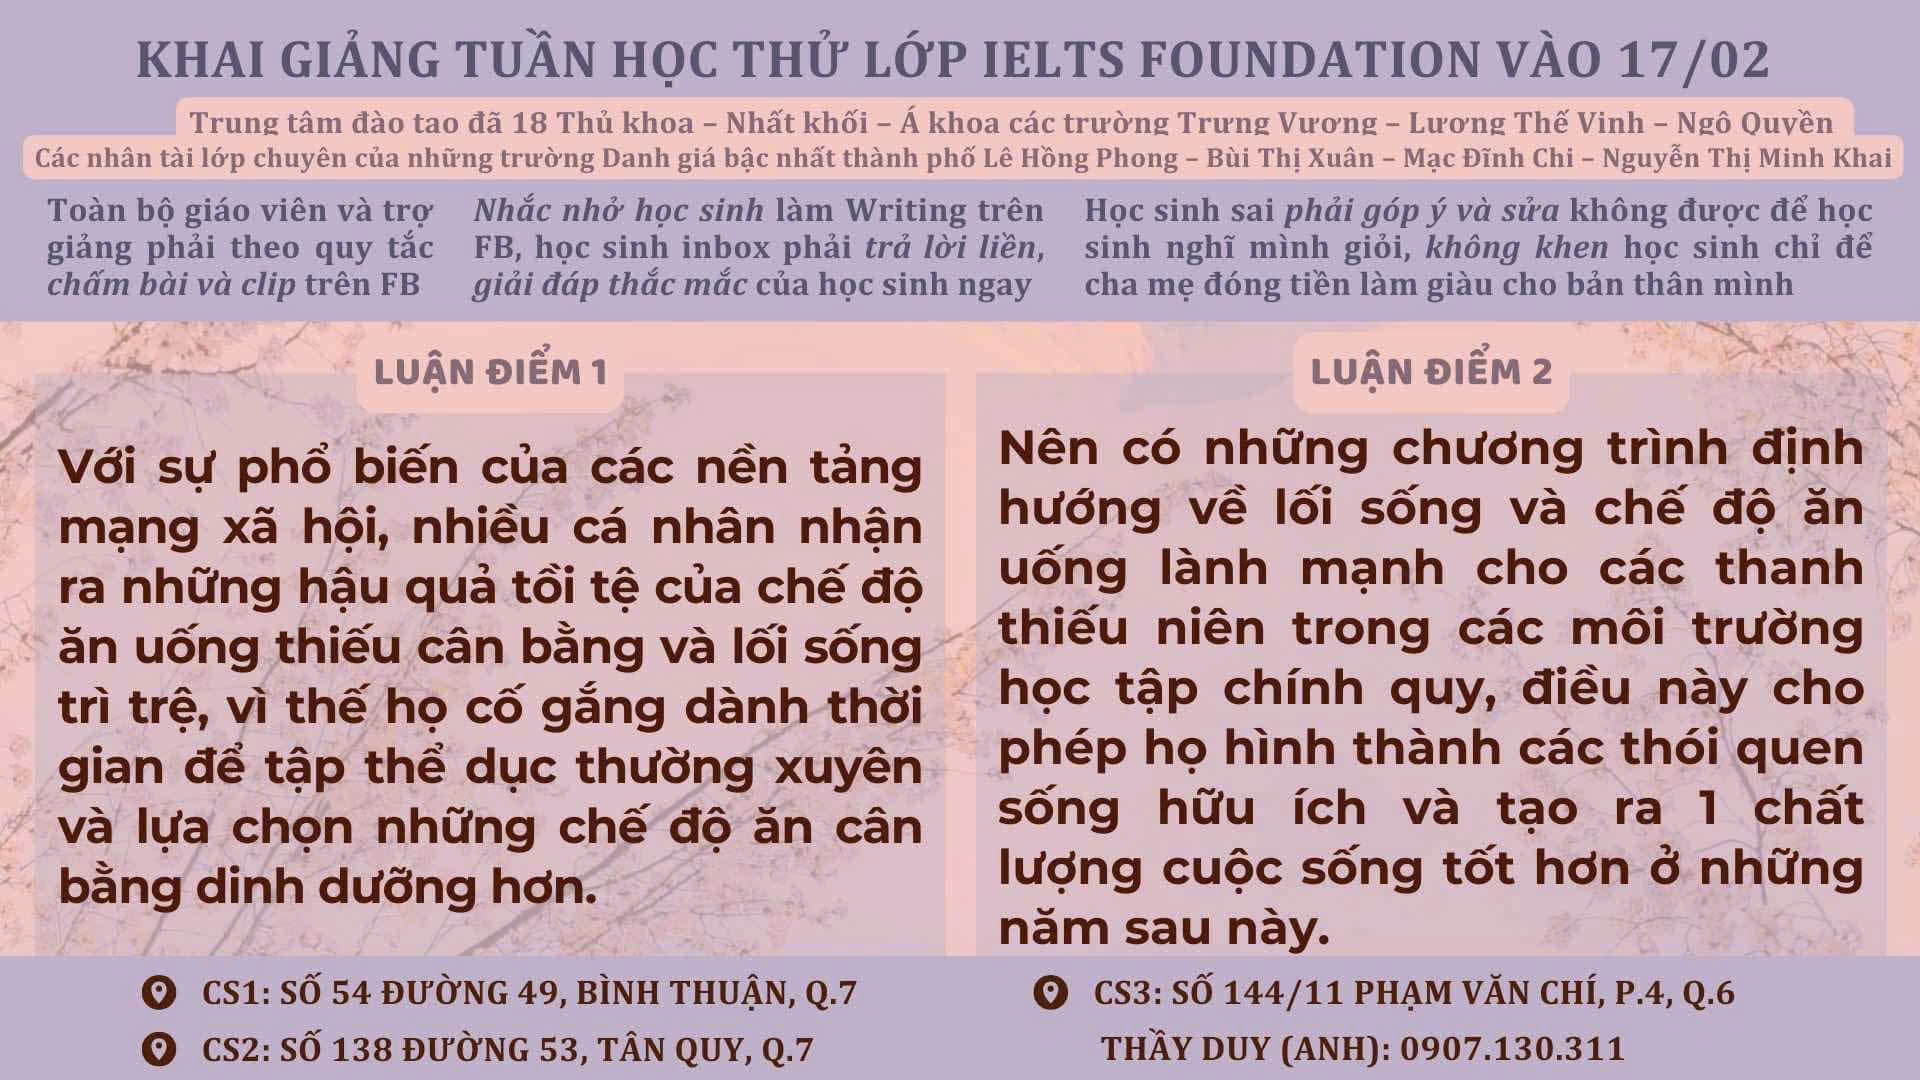 KHAI GIẢNG TUẦN HỌC THỬ LỚP IELTS FOUNDATION VÀO 17/02
Trung tâm đào tao đã 18 Thủ khoa – Nhất khối – Á khoa các trường Trưng Vương – Lương Thế Vinh – Ngô Quyền
Các nhân tài lớp chuyên của những trường Danh giá bậc nhất thành phố Lê Hồng Phong – Bùi Thị Xuân – Mạc Đĩnh Chi – Nguyễn Thị Minh Khai
Toàn bộ giáo viên và trợ
giảng phải theo quy tắc
chấm bài và clip trên FB
Nhắc nhở học sinh làm Writing trên
FB, học sinh inbox phải trả lời liền,
giải đáp thắc mắc của học sinh ngay
Học sinh sai phải góp ý và sửa không được để học
sinh nghĩ mình giỏi, không khen học sinh chỉ để
cha mẹ đóng tiền làm giàu cho bản thân mình
LUẬN ĐIỂM 1
Với sự phổ biến của các nền tảng
mạng xã hội, nhiều cá nhân nhận
ra những hậu quả tồi tệ của chế độ
ăn uống thiếu cân bằng và lối sống
trì trệ, vì thế họ cố gắng dành thời
gian để tập thể dục thường xuyên
và lựa chọn những chế độ ăn cân
bằng dinh dưỡng hơn.
LUẬN ĐIỂM 2
Nên có những chương trình định
hướng về lối sống và chế độ ăn
uống lành mạnh cho các thanh
thiếu niên trong các môi trường
học tập chính quy, điều này cho
phép họ hình thành các thói quen
sống hữu ích và tạo ra 1 chất
lượng cuộc sống tốt hơn ở những
năm sau này.
CS1: SỐ 54 ĐƯỜNG 49, BÌNH THUẬN, Q.7
CS2: SỐ 138 ĐƯỜNG 53, TÂN QUY, Q.7
CS3: SỐ 144/11 PHẠM VĂN CHÍ, P.4, Q.6
THẦY DUY (ANH): 0907.130.311